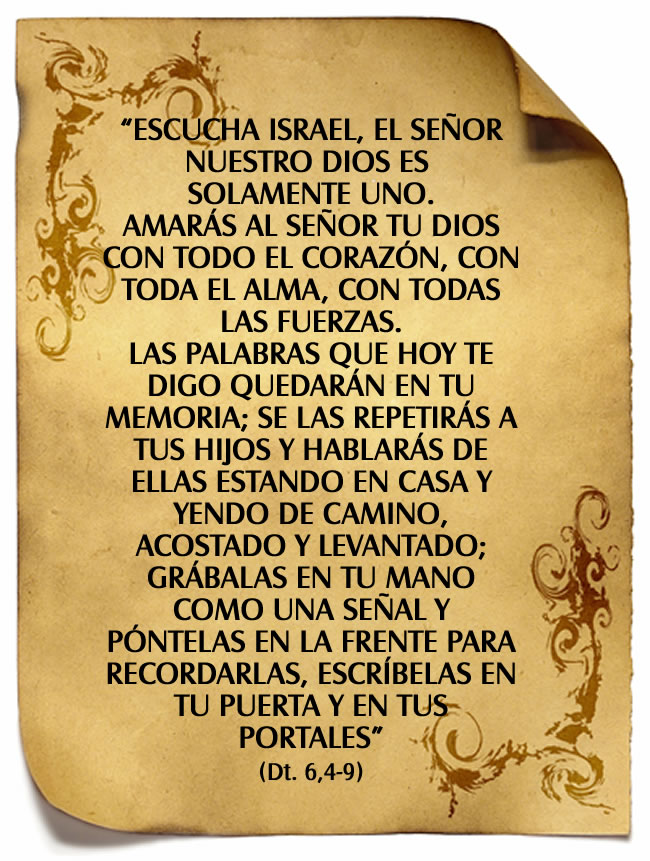 “ESCUCHA ISRAEL, EL SEÑOR
NUESTRO DIOS ES
SOLAMENTE UNO.
AMARÁS AL SEÑOR TU DIOS
CON TODO EL CORAZÓN, CON
TODA EL ALMA, CON TODAS
LAS FUERZAS.
LAS PALABRAS QUE HOY TE
DIGO QUEDARÁN EN TU
MEMORIA; SE LAS REPETIRÁS A
TUS HIJOS Y HABLARÁS DE
ELLAS ESTANDO EN CASA Y
YENDO DE CAMINO,
ACOSTADO Y LEVANTADO;
GRÁBALAS EN TU MANO
COMO UNA SEÑAL Y
PÓNTELAS EN LA FRENTE PARA
RECORDARLAS, ESCRÍBELAS EN
TU PUERTA Y EN TUS
PORTALES”
(Dt. 6,4-9)